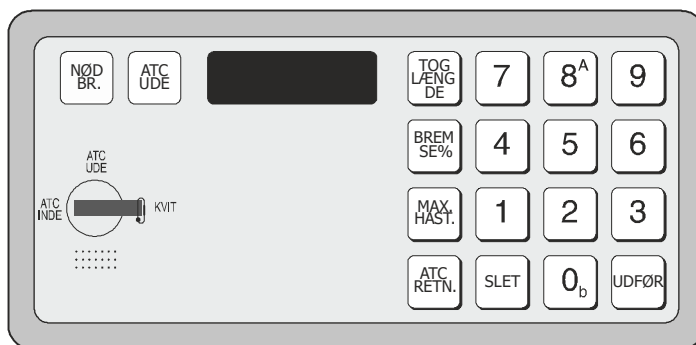 NØD
BR.
ATC
UDE
TOG
LÆNG
DE
7
8A
9
BREM
SE%
4
5
6
ATC
UDE
ATC
INDE
KVIT
MAX.
HAST.
1
2
3
ATC
RETN.
SLET
0b
UDFØR